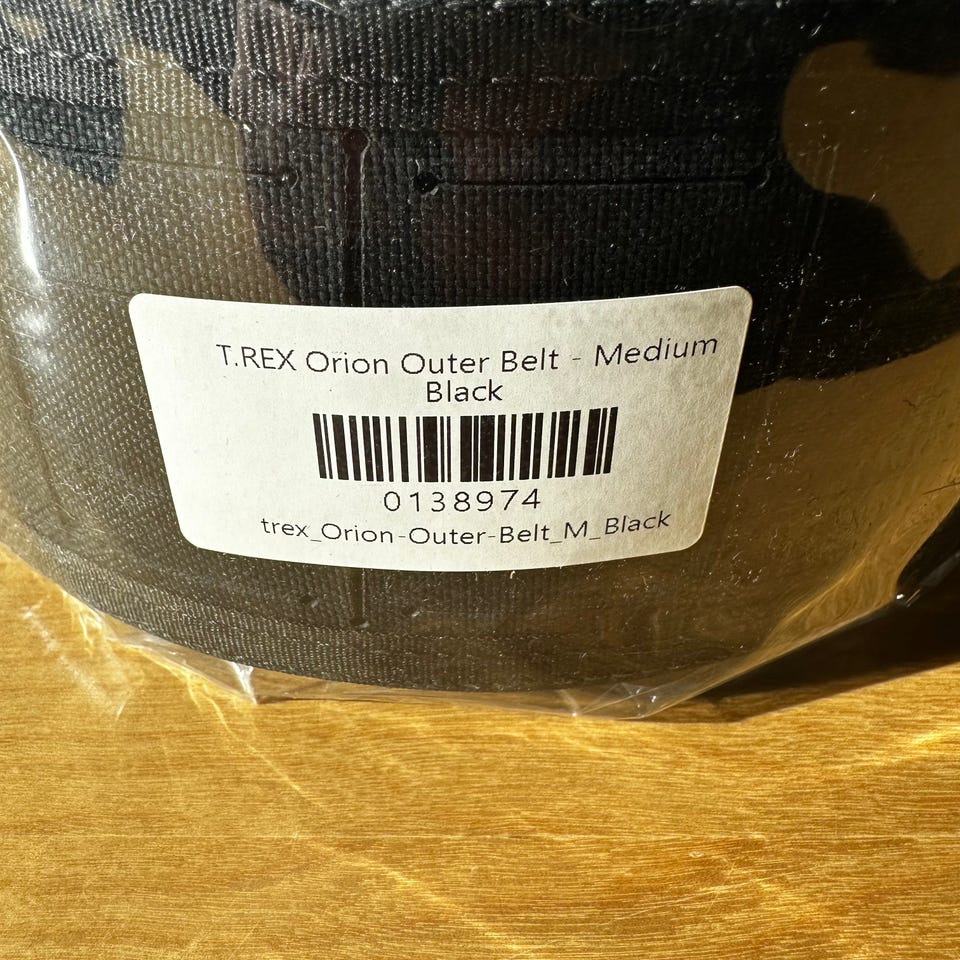 T.REX Orion Outer Belt - Medium
Black
0138974
trex_Orion-Outer-Belt_M_Black